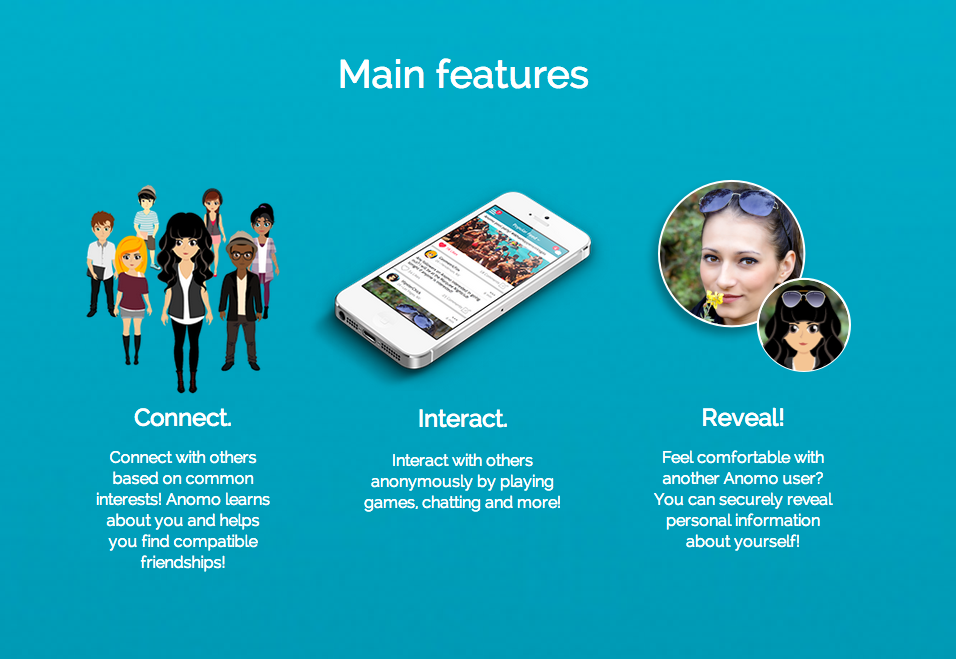 Main features
Connect.
Connect with others
based on common
interests! Anomo learns
about you and helps
you find compatible
friendships!
Interact.
Interact with others
anonymously by playing
games, chatting and more!
Reveal!
Feel comfortable with
another Anomo user?
You can securely reveal
personal information
about yourself!